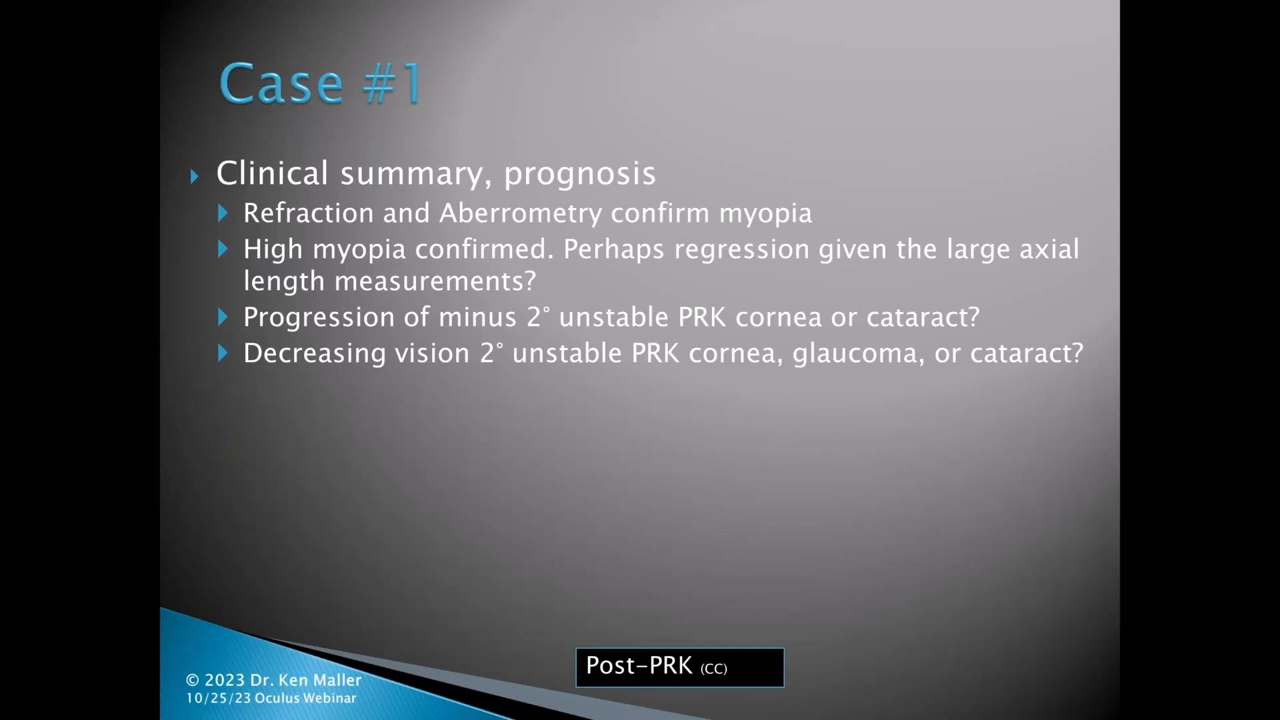 Case #1
Clinical summary, prognosis
Refraction and Aberrometry confirm myopia
High myopia confirmed. Perhaps regression given the large axial
length measurements?
Progression of minus 2° unstable PRK cornea or cataract?
Decreasing vision 2° unstable PRK cornea, glaucoma, or cataract?
Post-PRK (CC)
© 2023 Dr. Ken Maller
10/25/23 Oculus Webinar